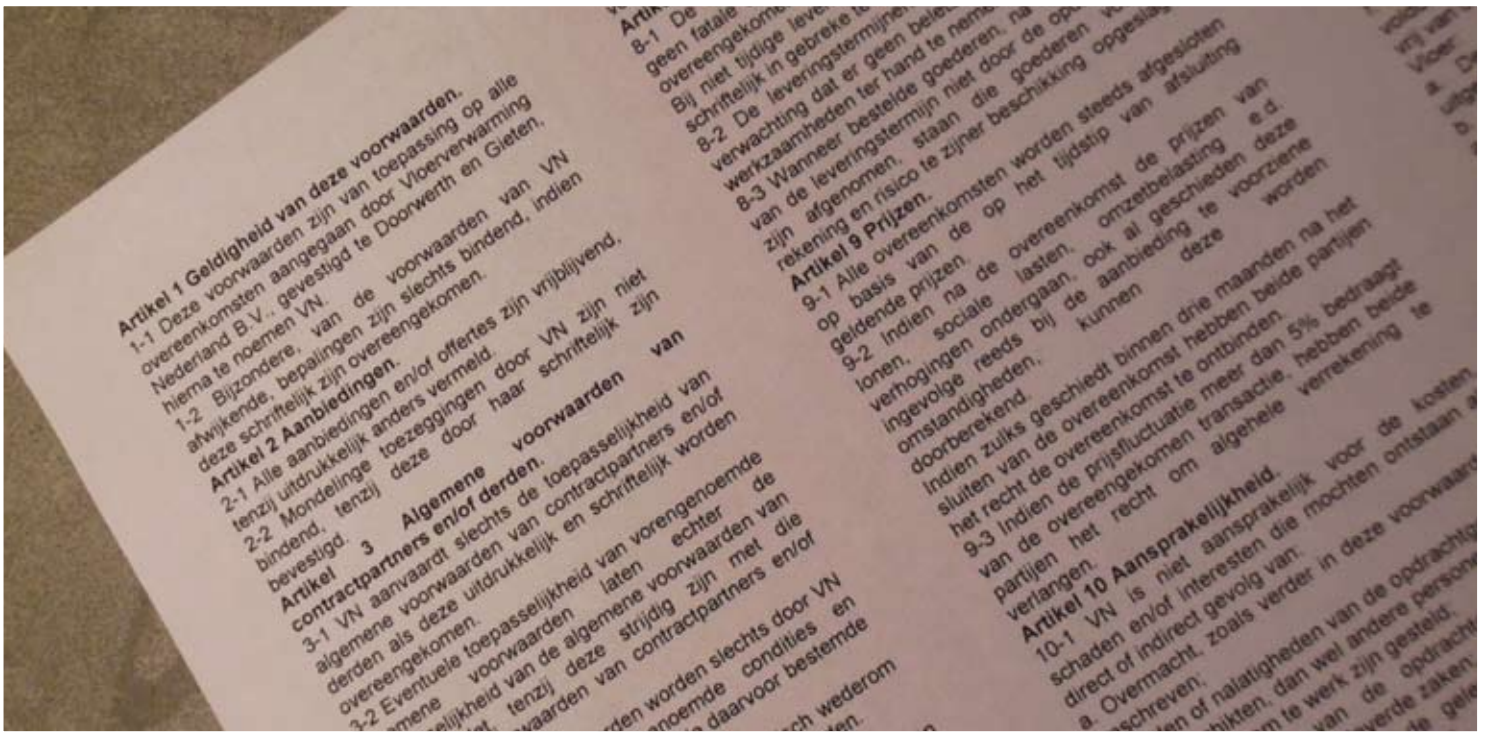 Artikel 1 Geldigheid van deze voorwaarden.
1-1 Deze voorwaarden zijn van toepassing op alle
overeenkomsten aangegaan door Vloerverwarming
Nederland B.V., gevestigd te Doorwerth en Gieten,
hierna te noemen VN.
1-2 Bijzondere, van de voorwaarden van VN
afwijkende, bepalingen zijn slechts bindend, indien
deze schriftelijk zijn overeengekomen.
Artikel 2 Aanbiedingen.
2-1 Alle aanbiedingen en/of offertes zijn vrijblijvend,
tenzij uitdrukkelijk anders vermeld.
2-2 Mondelinge toezeggingen door VN zijn niet
bindend, tenzij deze door haar schriftelijk zijn
bevestigd.
Artikel 3 Algemene voorwaarden van
contractpartners en/of derden.
3-1 VN aanvaardt slechts de toepasselijkheid van
algemene voorwaarden van contractpartners en/of
derden als deze uitdrukkelijk en schriftelijk worden
overeengekomen.
3-2 Eventuele toepasselijkheid van vorengenoemde
voorwaarden laten echter de
van de algemene voorwaarden van
tenzij deze strijdig zijn met die
van contractpartners en/of
worden slechts door VN
condities en
daarvoor bestemde
wederom
8-1 De
geen fatale
Bij niet tijdige
schriftelijk in gebreke
8-2 De leveringstermijnen
verwachting dat er geen
werkzaamheden ter hand te
8-3 Wanneer bestelde goederen, na
van de leveringstermijn niet door de
zijn afgenomen, staan die goederen
rekening en risico te zijner beschikking
Artikel 9 Prijzen.
9-1 Alle overeenkomsten worden steeds afgesloten
op basis van de op het tijdstip van afsluiting
geldende prijzen.
9-2 Indien na de overeenkomst de prijzen van
lonen, sociale lasten, omzetbelasting e.d.
verhogingen ondergaan, ook al geschieden deze
ingevolge reeds bij de aanbieding te voorziene
omstandigheden, kunnen deze worden
doorberekend.
Indien zulks geschiedt binnen drie maanden na het
sluiten van de overeenkomst hebben beide partijen
het recht de overeenkomst te ontbinden.
9-3 Indien de prijsfluctuatie meer dan 5% bedraagt
van de overeengekomen transactie, hebben beide
partijen het recht om algehele verrekening te
verlangen.
Artikel 10 Aansprakelijkheid.
10-1 VN is niet aansprakelijk voor de kosten,
schaden en/of interesten die mochten ontstaan
direct of indirect gevolg van:
a. Overmacht, zoals verder in deze
of nalatigheden van de
dan wel andere
te werk zijn gesteld;
van de
zaken;